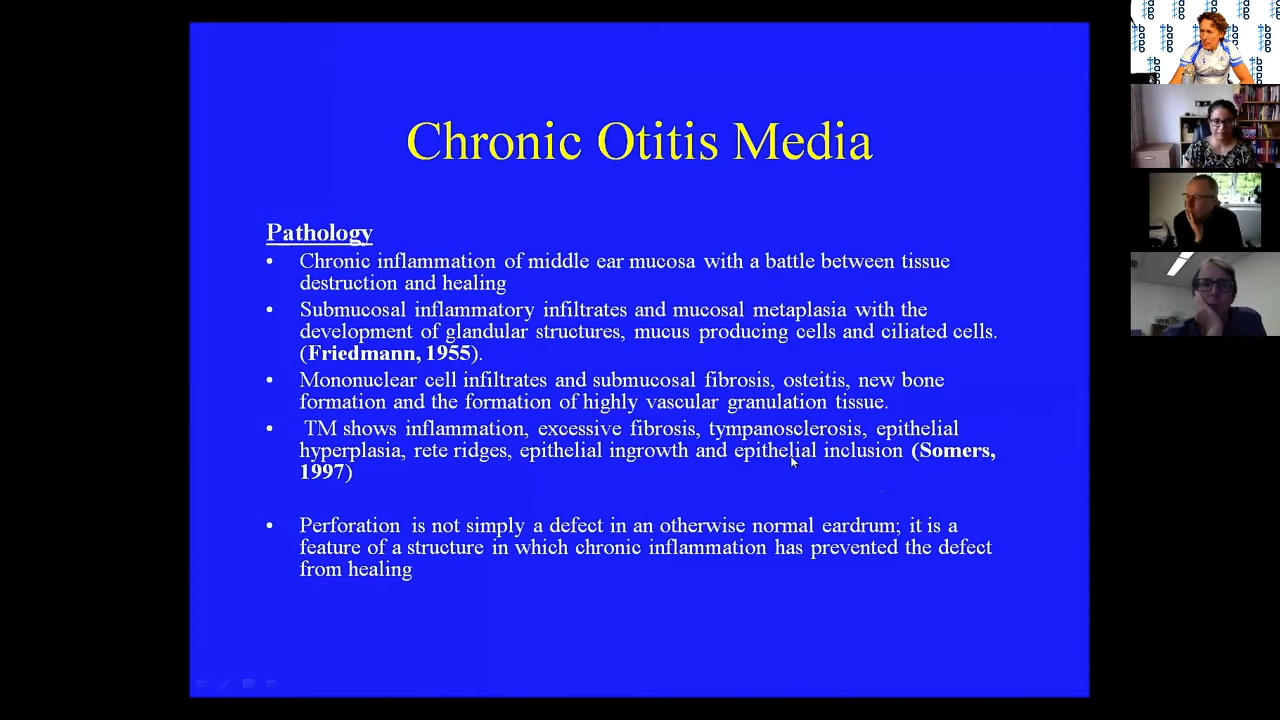 Chronic Otitis Media
Pathology
• Chronic inflammation of middle ear mucosa with a battle between tissue
destruction and healing
• Submucosal inflammatory infiltrates and mucosal metaplasia with the
development of glandular structures, mucus producing cells and ciliated cells.
(Friedmann, 1955).
• Mononuclear cell infiltrates and submucosal fibrosis, osteitis, new bone
formation and the formation of highly vascular granulation tissue.
• TM shows inflammation, excessive fibrosis, tympanosclerosis, epithelial
hyperplasia, rete ridges, epithelial ingrowth and epithelial inclusion (Somers,
1997)
• Perforation is not simply a defect in an otherwise normal eardrum; it is a
feature of a structure in which chronic inflammation has prevented the defect
from healing